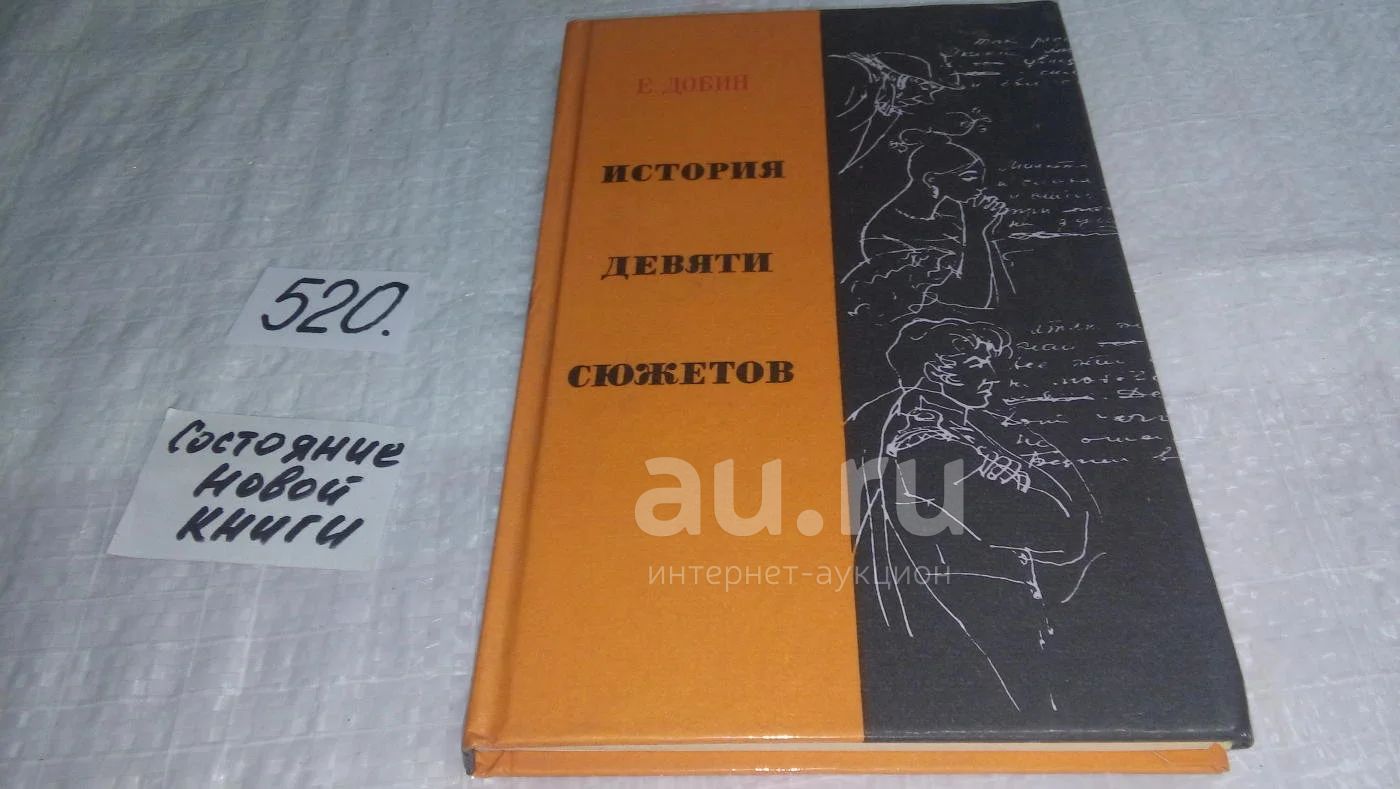 Е. ДОБИН
ИСТОРИЯ
ДЕВЯТИ
СЮЖЕТОВ
520.
Состояние
новой
книги
au.ru
интернет-аукцион